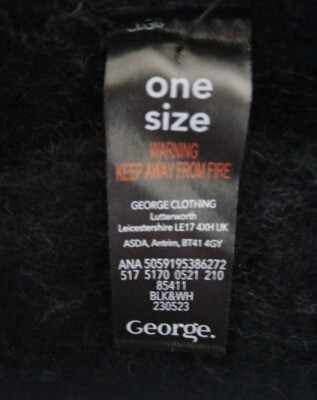 one
size
WARNING
KEEP AWAY FROM FIRE
GEORGE CLOTHING
Lutterworth
Leicestershire LE17 4XH UK
ASDA, Antrim, BT41 4GY
ANA 5059195386272
517 5170 0521 210
85411
BLK&WH
230523
George.